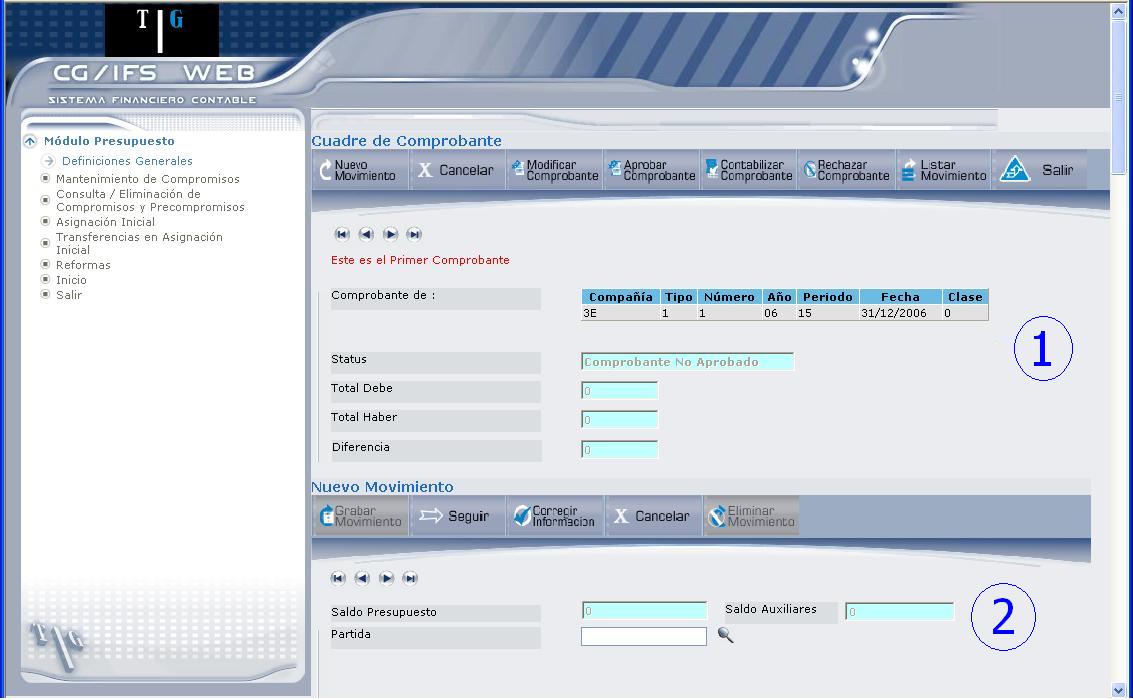 T G
CG/IFS WEB
SISTEMA FINANCIERO CONTABLE
Módulo Presupuesto
Definiciones Generales
Mantenimiento de Compromisos
Consulta / Eliminación de
Compromisos y Precompromisos
Asignación Inicial
Transferencias en Asignación
Inicial
Reformas
Inicio
Salir
T G
Cuadre de Comprobante
Nuevo
Movimiento
X Cancelar
Modificar
Comprobante
Aprobar
Comprobante
Contabilizar
Comprobante
Rechazar
Comprobante
Listar
Movimiento
Salir
Este es el Primer Comprobante
Comprobante de :
Compañía Tipo Número Año Periodo Fecha Clase
3E 1 1 06 15 31/12/2006 0
1
Status Comprobante No Aprobado
Total Debe 0
Total Haber 0
Diferencia 0
Nuevo Movimiento
Grabar
Movimiento
Seguir
Corregir
Informacion
X Cancelar
Eliminar
Movimiento
Saldo Presupuesto 0 Saldo Auxiliares 0
2
Partida